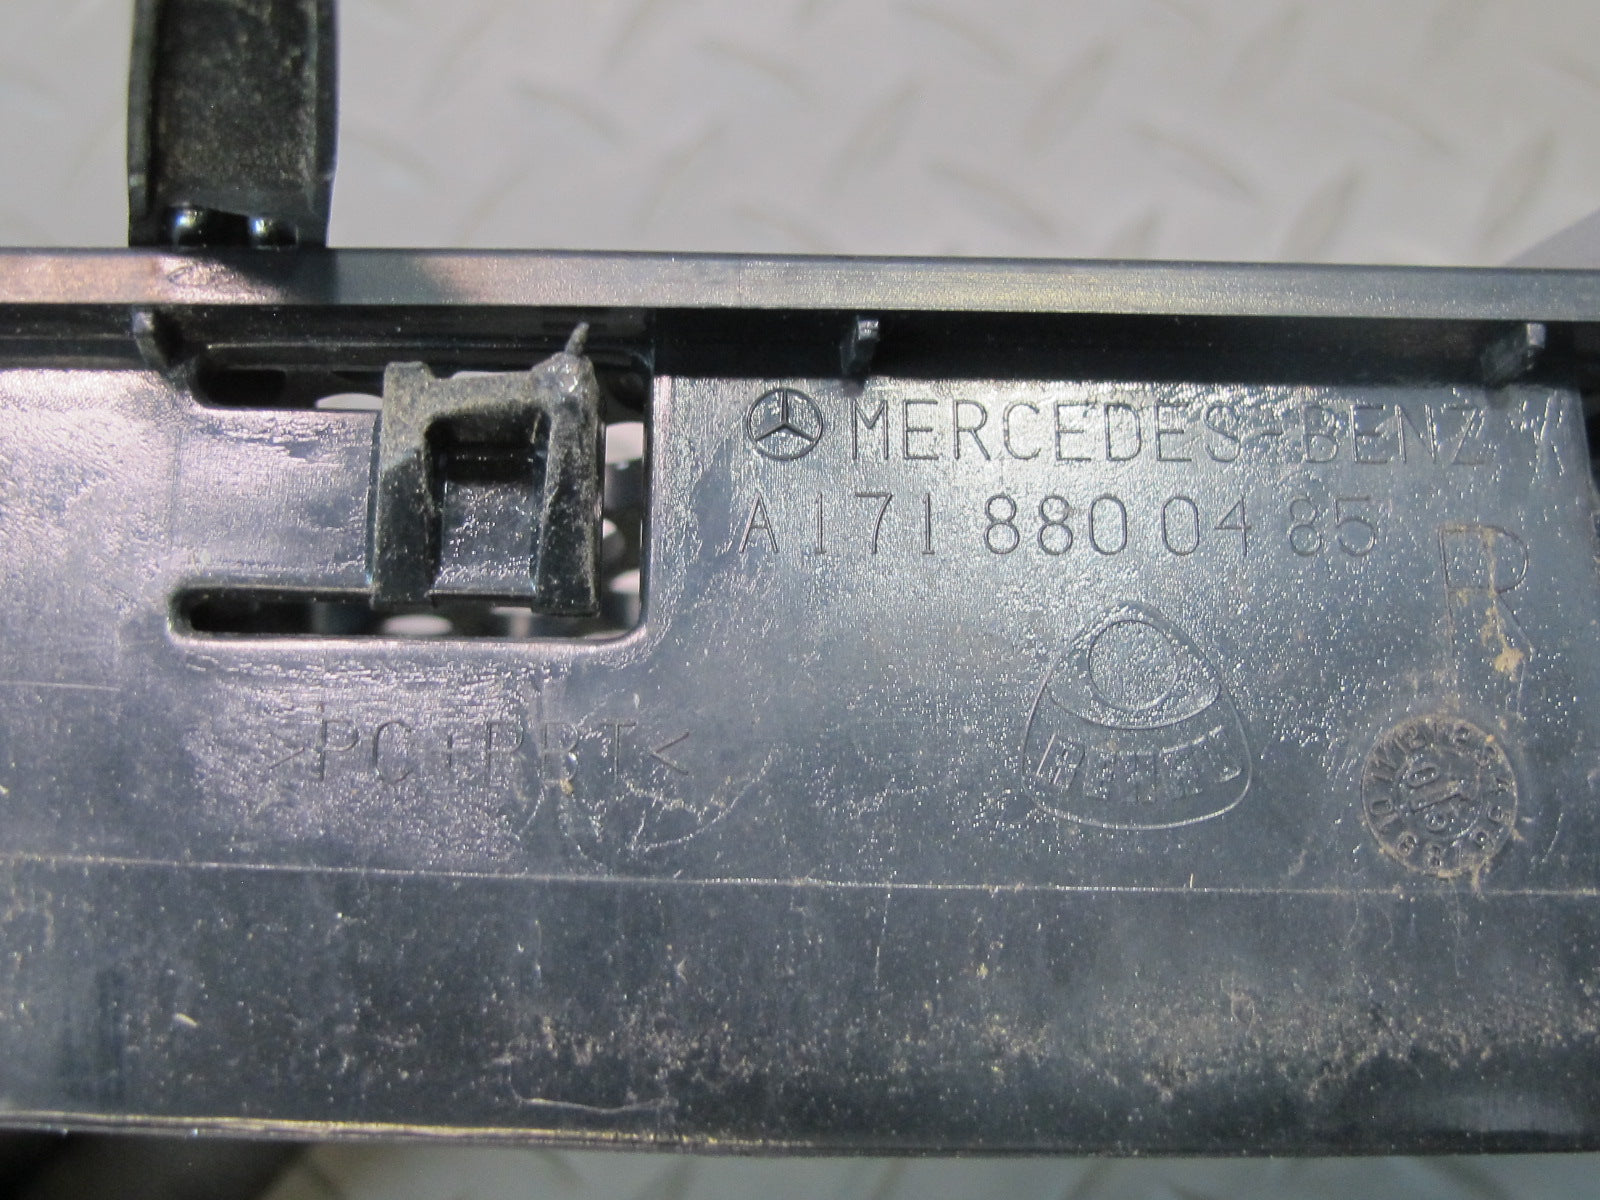 MERCEDES-BENZ
A 171 880 04 85
R
>PC+PBT<